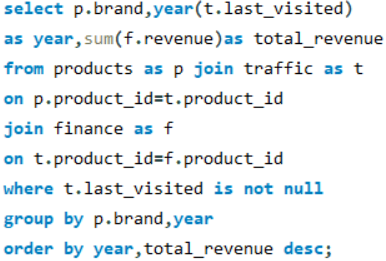 select p.brand,year(t.last_visited)
as year,sum(f.revenue)as total_revenue
from products as p join traffic as t
on p.product_id=t.product_id
join finance as f
on t.product_id=f.product_id
where t.last_visited is not null
group by p.brand,year
order by year,total_revenue desc;